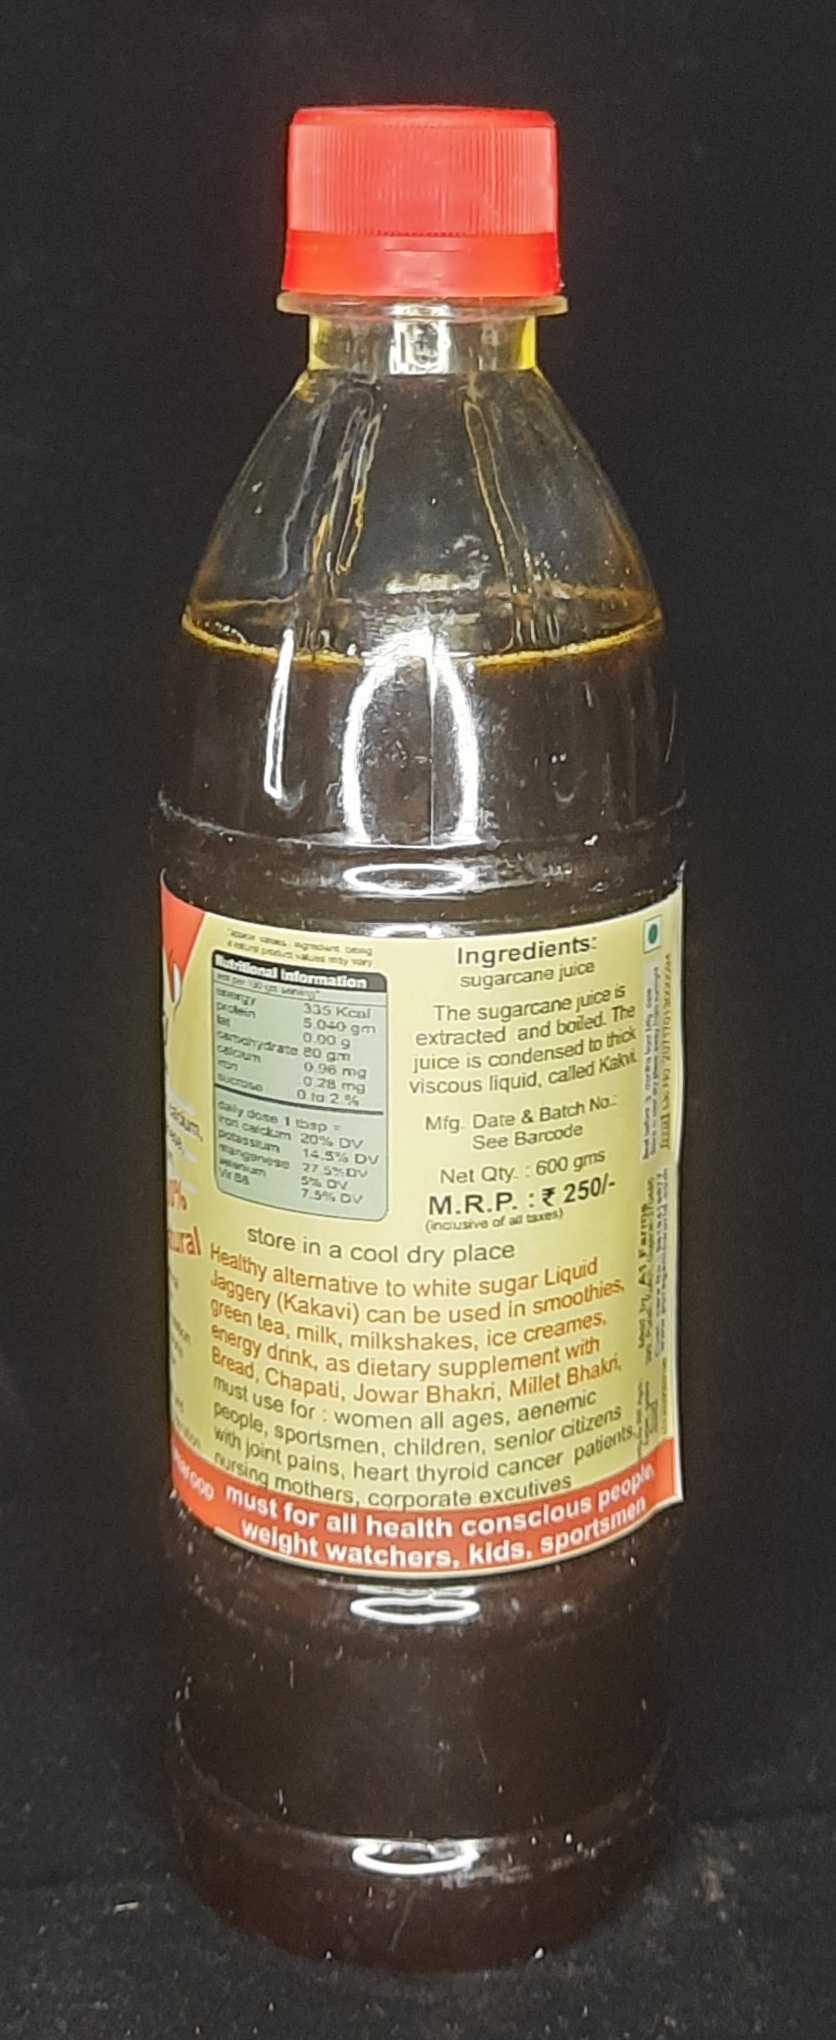 a natural product values may vary
Nutritional Information
energy 335 Kcal
protein 5.040 gm
fat 0.00 g
carbohydrate 80 gm
calcium 0.96 mg
iron 0.28 mg
sucrose 0 to 2 %
daily dose 1 tbsp =
iron calcium 20% DV
potassium 14.5% DV
manganese 27.5%DV
selenium 5% DV
Vit B6 7.5% DV
Ingredients:
sugarcane juice
The sugarcane juice is
extracted and boiled. The
juice is condensed to thick
viscous liquid, called Kakvi.
Mfg. Date & Batch No.:
See Barcode
Net Qty. : 600 gms
M.R.P. : ₹ 250/-
(inclusive of all taxes)
store in a cool dry place
Healthy alternative to white sugar Liquid
Jaggery (Kakavi) can be used in smoothies,
green tea, milk, milkshakes, ice creames,
energy drink, as dietary supplement with
Bread, Chapati, Jowar Bhakri, Millet Bhakri,
must use for : women all ages, aenemic
people, sportsmen, children, senior citizens
with joint pains, heart thyroid cancer patients,
nursing mothers, corporate excutives
must for all health conscious people,
weight watchers, kids, sportsmen